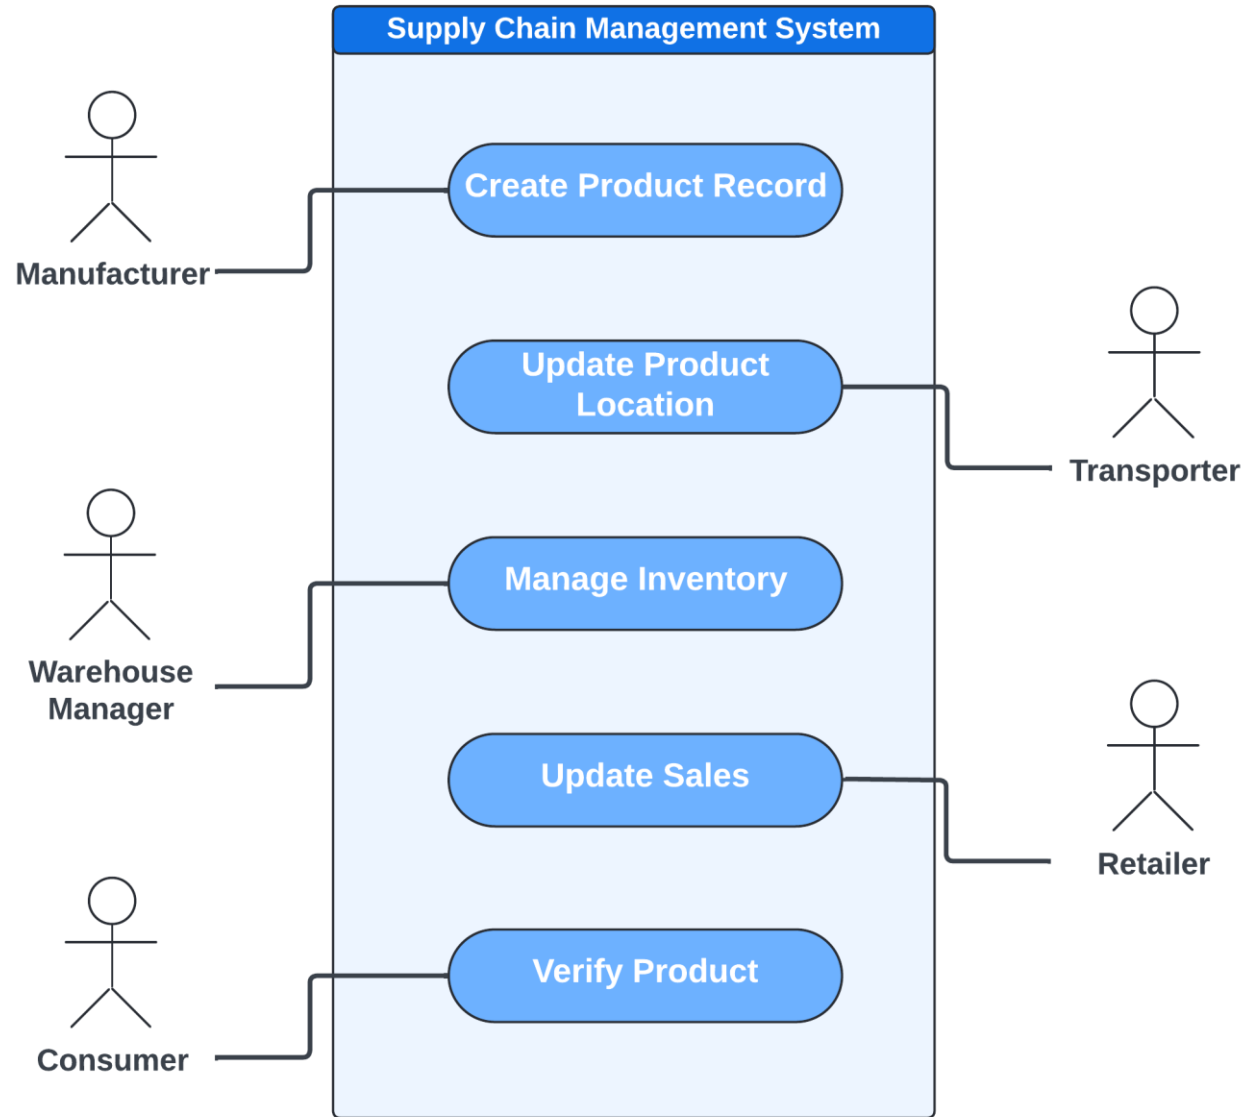 Supply Chain Management System
Create Product Record
Manufacturer
Update Product
Location
Transporter
Manage Inventory
Warehouse
Manager
Update Sales
Retailer
Verify Product
Consumer